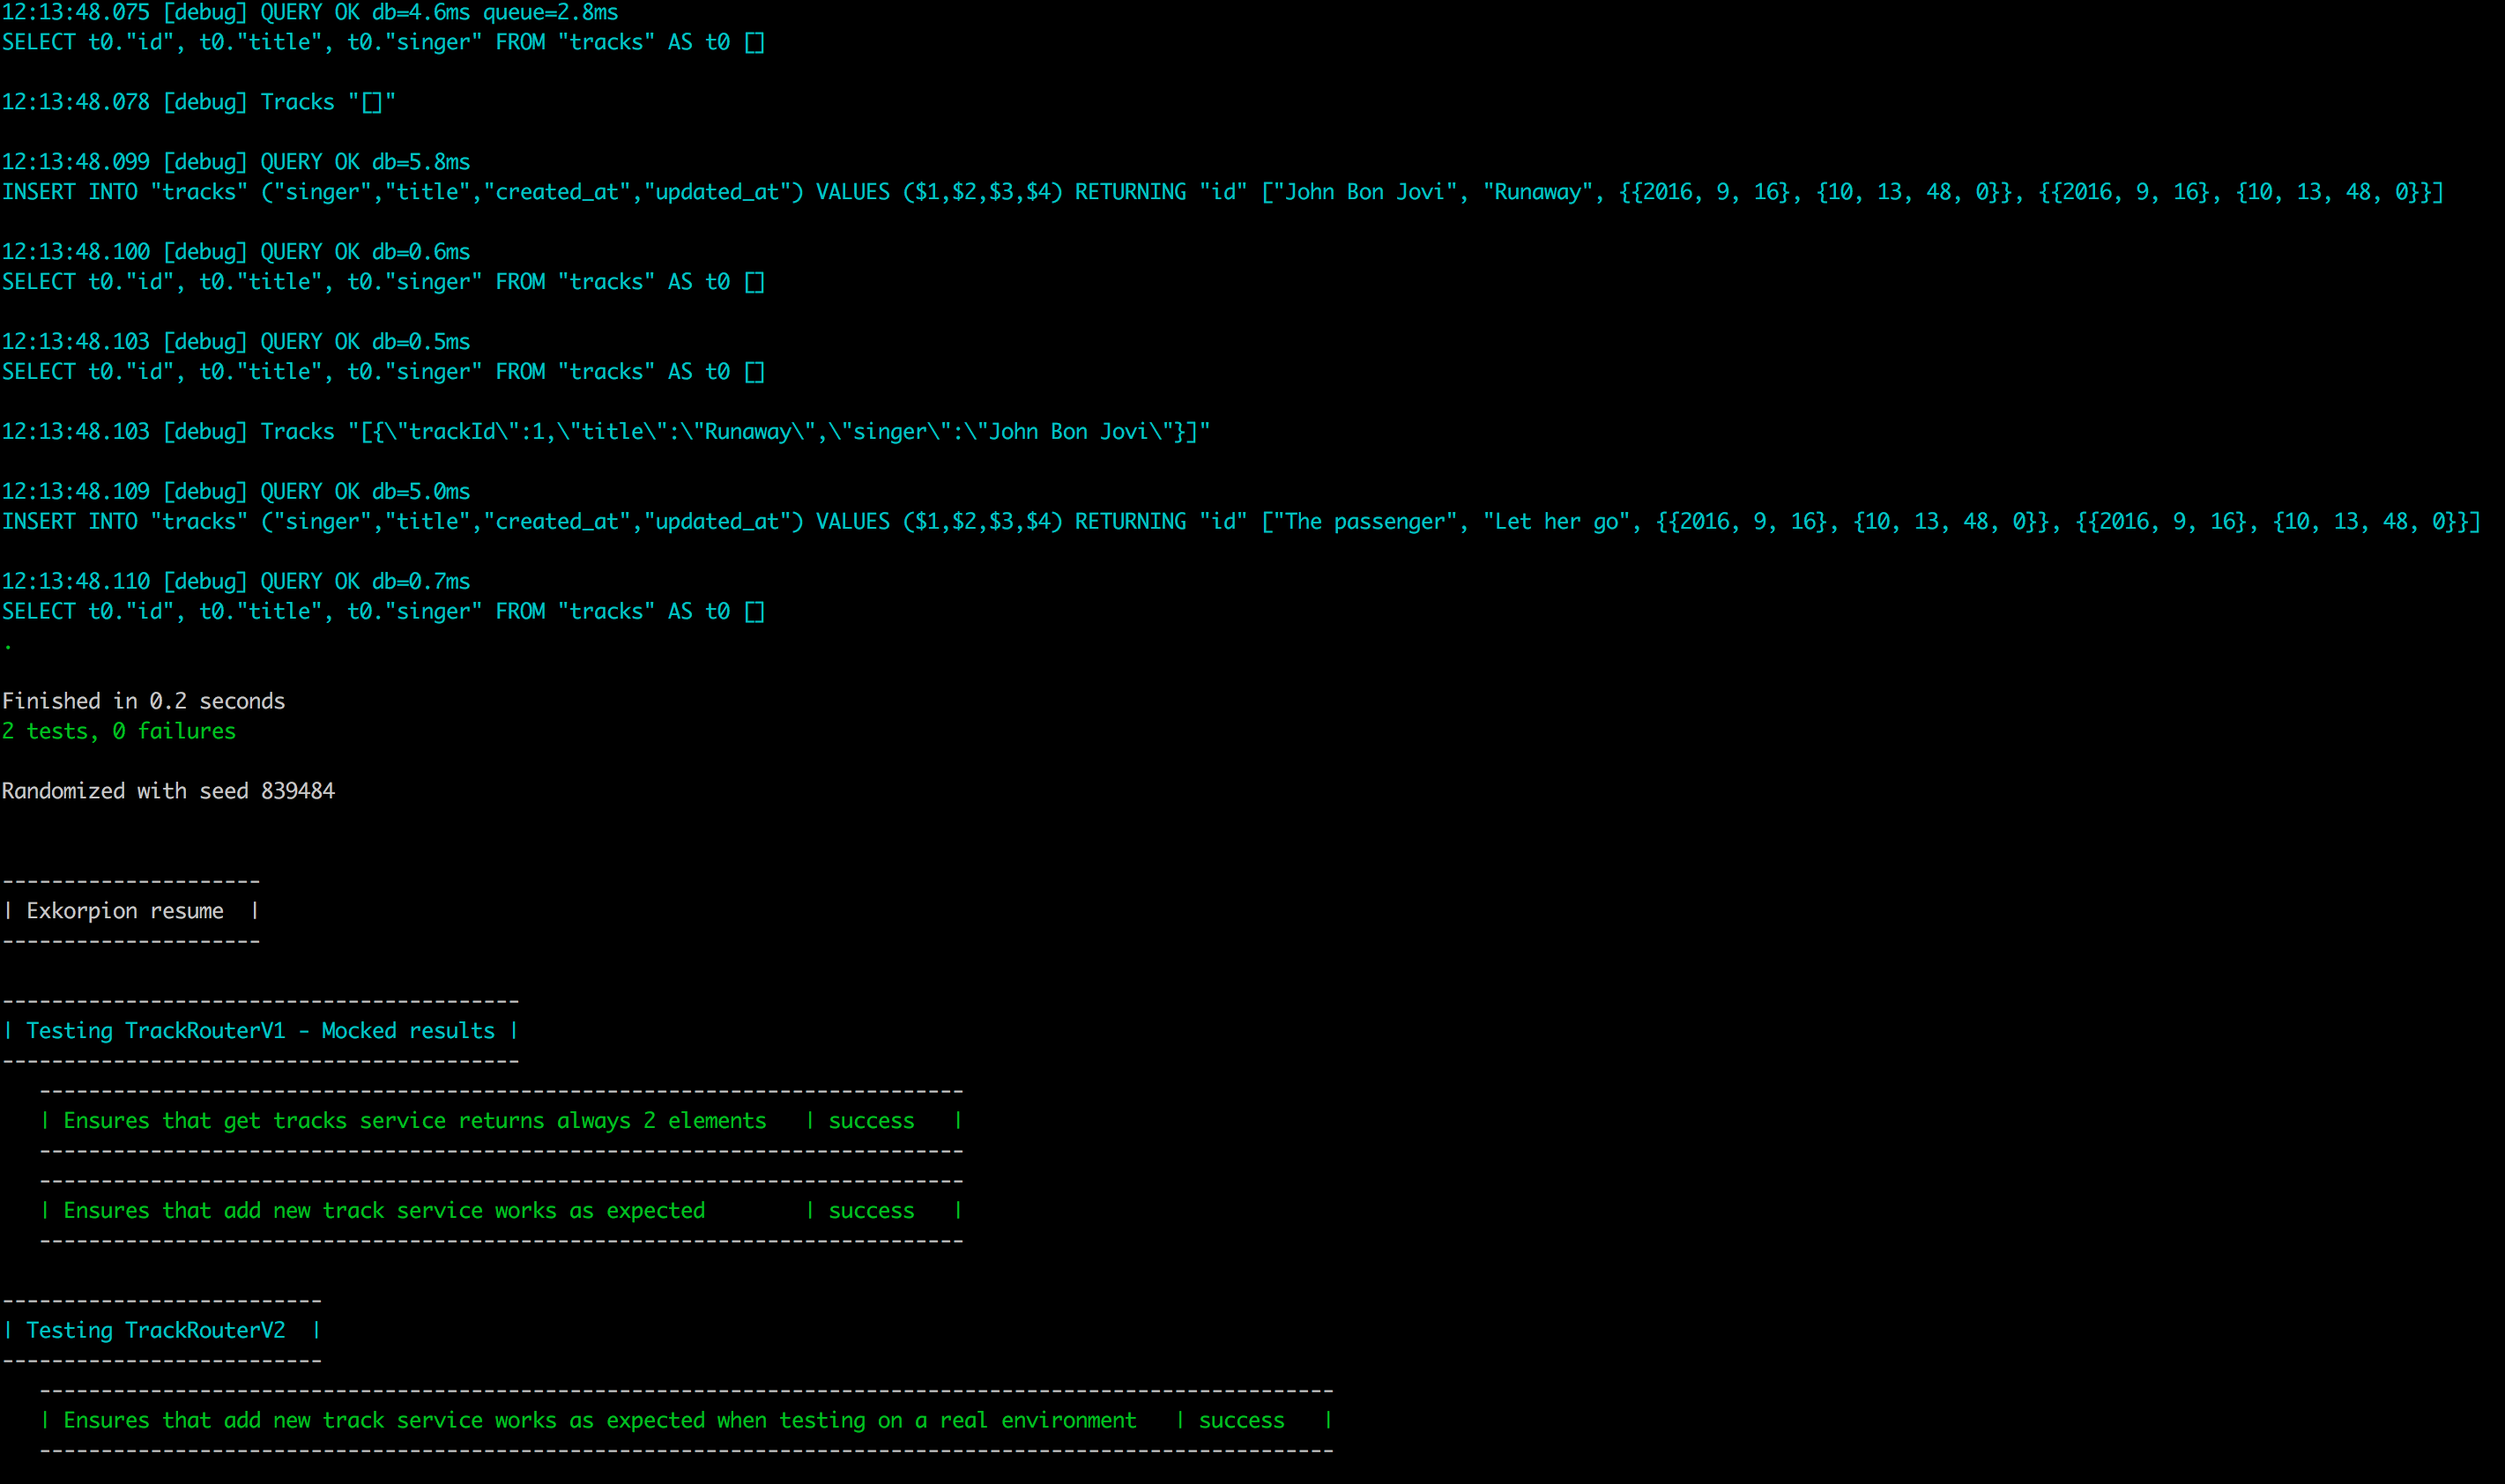 12:13:48.075 [debug] QUERY OK db=4.6ms queue=2.8ms
SELECT t0."id", t0."title", t0."singer" FROM "tracks" AS t0 []
12:13:48.078 [debug] Tracks "[]"
12:13:48.099 [debug] QUERY OK db=5.8ms
INSERT INTO "tracks" ("singer","title","created_at","updated_at") VALUES ($1,$2,$3,$4) RETURNING "id" ["John Bon Jovi", "Runaway", {{2016, 9, 16}, {10, 13, 48, 0}}, {{2016, 9, 16}, {10, 13, 48, 0}}]
12:13:48.100 [debug] QUERY OK db=0.6ms
SELECT t0."id", t0."title", t0."singer" FROM "tracks" AS t0 []
12:13:48.103 [debug] QUERY OK db=0.5ms
SELECT t0."id", t0."title", t0."singer" FROM "tracks" AS t0 []
12:13:48.103 [debug] Tracks "[{\"trackId\":1,\"title\":\"Runaway\",\"singer\":\"John Bon Jovi\"}]"
12:13:48.109 [debug] QUERY OK db=5.0ms
INSERT INTO "tracks" ("singer","title","created_at","updated_at") VALUES ($1,$2,$3,$4) RETURNING "id" ["The passenger", "Let her go", {{2016, 9, 16}, {10, 13, 48, 0}}, {{2016, 9, 16}, {10, 13, 48, 0}}]
12:13:48.110 [debug] QUERY OK db=0.7ms
SELECT t0."id", t0."title", t0."singer" FROM "tracks" AS t0 []
.
Finished in 0.2 seconds
2 tests, 0 failures
Randomized with seed 839484
---------------------
| Exkorpion resume  |
---------------------
------------------------------------------
| Testing TrackRouterV1 - Mocked results |
------------------------------------------
---------------------------------------------------------------------------
| Ensures that get tracks service returns always 2 elements   | success   |
---------------------------------------------------------------------------
---------------------------------------------------------------------------
| Ensures that add new track service works as expected        | success   |
---------------------------------------------------------------------------
--------------------------
| Testing TrackRouterV2  |
--------------------------
---------------------------------------------------------------------------------------------------------
| Ensures that add new track service works as expected when testing on a real environment   | success   |
---------------------------------------------------------------------------------------------------------